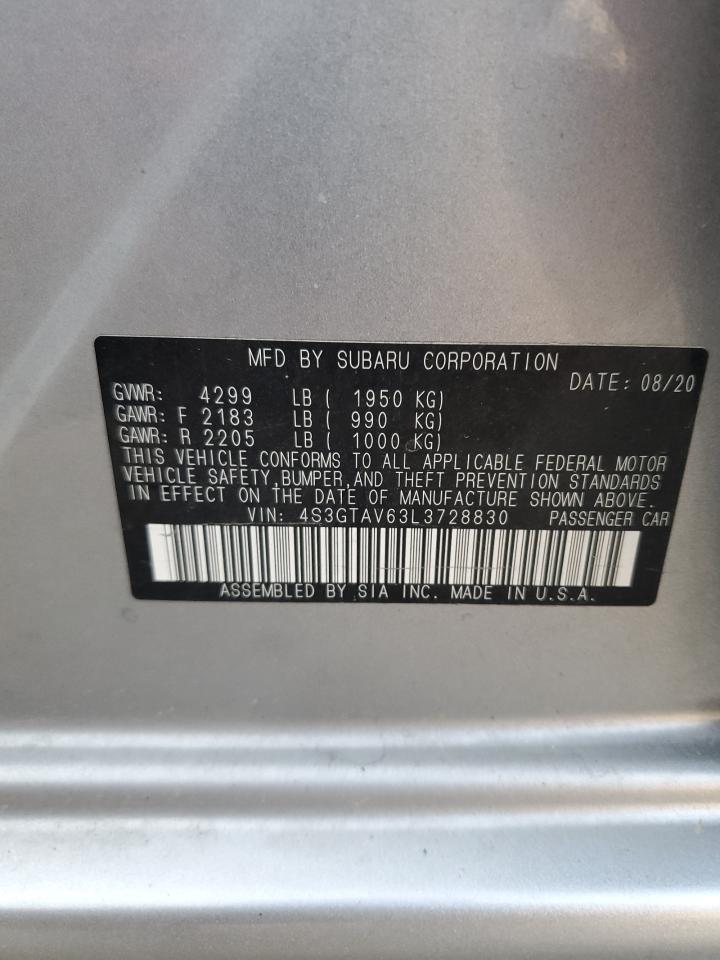 MFD BY SUBARU CORPORATION
DATE: 08/20
GVWR: 4299 LB ( 1950 KG)
GAWR: F 2183 LB ( 990 KG)
GAWR: R 2205 LB ( 1000 KG)
THIS VEHICLE CONFORMS TO ALL APPLICABLE FEDERAL MOTOR
VEHICLE SAFETY, BUMPER, AND THEFT PREVENTION STANDARDS
IN EFFECT ON THE DATE OF MANUFACTURE SHOWN ABOVE.
VIN: 4S3GTAV63L3728830 PASSENGER CAR
ASSEMBLED BY SIA INC. MADE IN U.S.A.